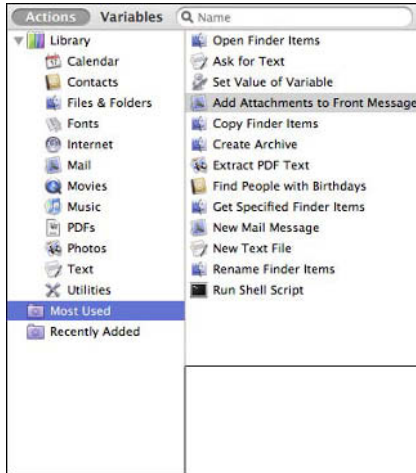 Actions Variables Name
Library
Calendar
Contacts
Files & Folders
Fonts
Internet
Mail
Movies
Music
PDFs
Photos
Text
Utilities
Most Used
Recently Added
Open Finder Items
Ask for Text
Set Value of Variable
Add Attachments to Front Message
Copy Finder Items
Create Archive
Extract PDF Text
Find People with Birthdays
Get Specified Finder Items
New Mail Message
New Text File
Rename Finder Items
Run Shell Script